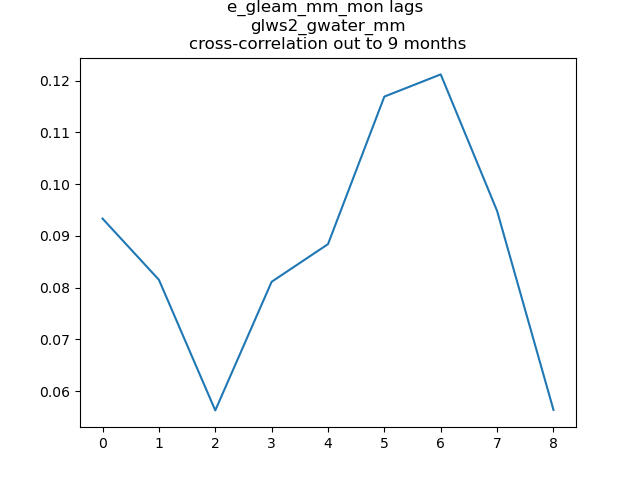 e_gleam_mm_mon lags
glws2_gwater_mm
cross-correlation out to 9 months
0.12
0.11
0.10
0.09
0.08
0.07
0.06
0 1 2 3 4 5 6 7 8